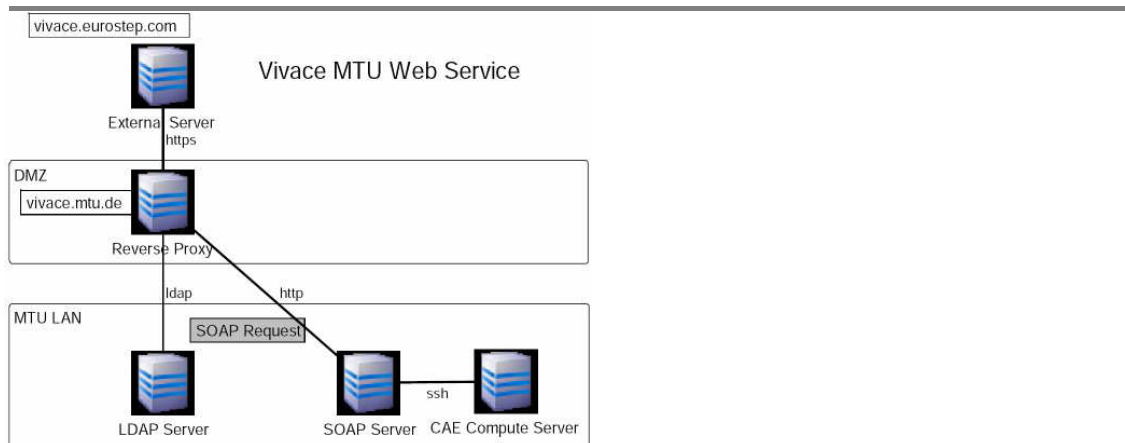 vivace.eurostep.com
Vivace MTU Web Service
External Server
https
DMZ
vivace.mtu.de
Reverse Proxy
ldap
http
MTU LAN
SOAP Request
ssh
LDAP Server
SOAP Server
CAE Compute Server